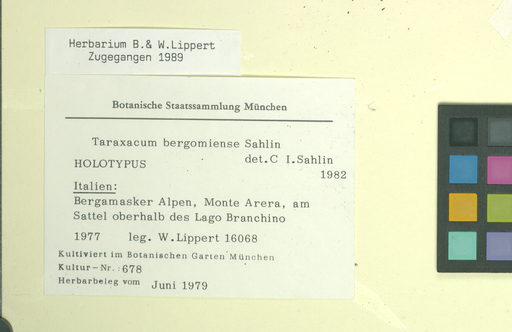 Herbarium B.& W.Lippert
Zugegangen 1989
Botanische Staatssammlung München
Taraxacum bergomiense Sahlin
HOLOTYPUS det.C I.Sahlin
1982
Italien:
Bergamasker Alpen, Monte Arera, am
Sattel oberhalb des Lago Branchino
1977 leg. W.Lippert 16068
Kultiviert im Botanischen Garten München
Kultur-Nr.: 678
Herbarbeleg vom Juni 1979